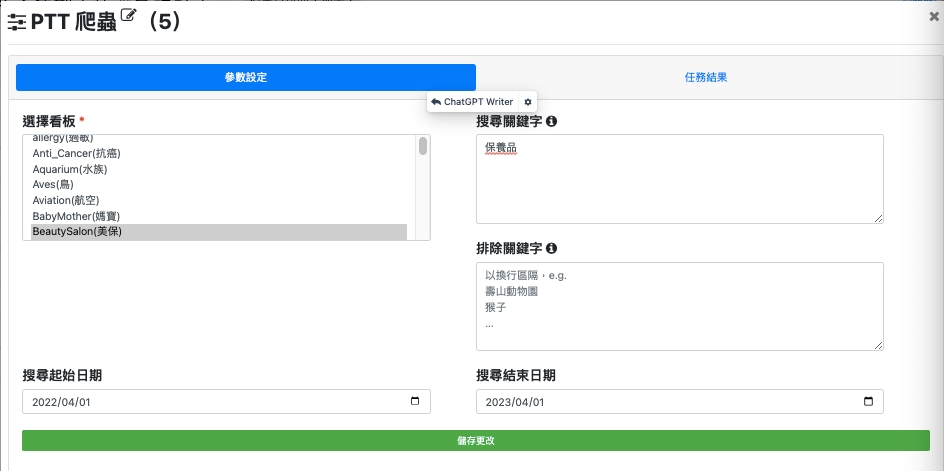 PTT 爬蟲 (5)
參數設定
任務結果
ChatGPT Writer
選擇看板 *
搜尋關鍵字
allergy(過敏)
Anti_Cancer(抗癌)
Aquarium(水族)
Aves(鳥)
Aviation(航空)
BabyMother(媽寶)
BeautySalon(美保)
保養品
排除關鍵字
以換行區隔，e.g.
壽山動物園
猴子
...
搜尋起始日期
搜尋結束日期
2022/04/01
2023/04/01
儲存更改